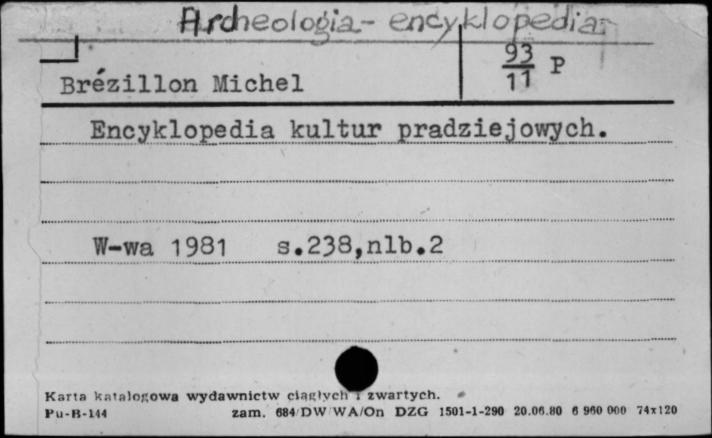 Archeologia - encyklopedia
93
11 P
Brézillon Michel
Encyklopedia kultur pradziejowych.
W-wa 1981 s.238,nlb.2
Karta katalogowa wydawnictw ciągłych i zwartych.
Pu-B-144 zam. 684/DW/WA/On DZG 1501-1-290 20.06.80 6 960 000 74x120